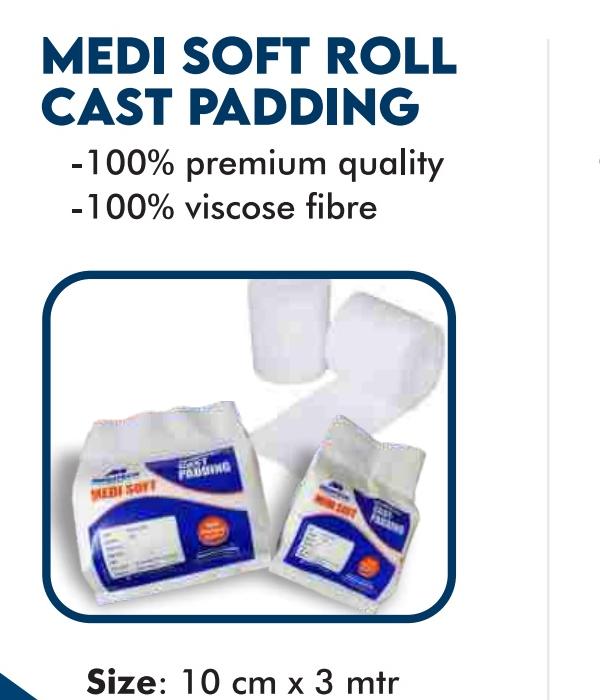 MEDI SOFT ROLL
CAST PADDING
-100% premium quality
-100% viscose fibre
CAST
PADDING
MEDI SOFT
CAST
PADDING
MEDI SOFT
Size: 10 cm x 3 mtr